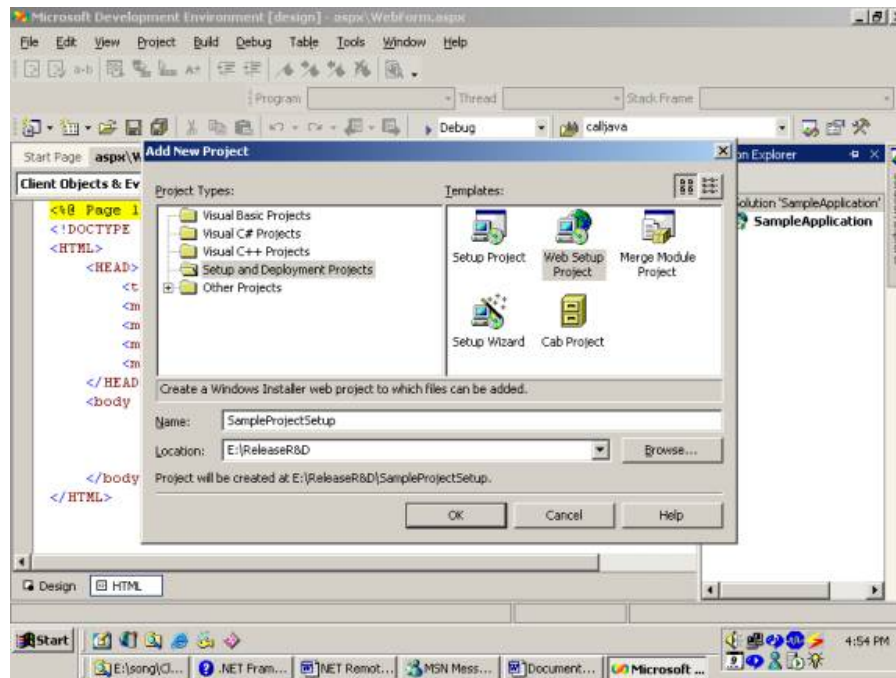 Microsoft Development Environment [design] - aspx\WebForm.aspx
File Edit View Project Build Debug Table Tools Window Help
Program Thread Stack Frame
Debug calljava
Start Page aspx\W
Add New Project
on Explorer
Client Objects & Ev
Project Types:
Visual Basic Projects
Visual C# Projects
Visual C++ Projects
Setup and Deployment Projects
Other Projects
Templates:
Setup Project
Web Setup Project
Merge Module Project
Setup Wizard
Cab Project
Create a Windows Installer web project to which files can be added.
Name: SampleProjectSetup
Location: E:\ReleaseR&D
Browse...
Project will be created at E:\ReleaseR&D\SampleProjectSetup.
OK Cancel Help
<%@ Page l
<!DOCTYPE
<HTML>
<HEAD>
<t
<m
<m
<m
<m
</HEAD
<body
</body
</HTML>
olution 'SampleApplication'
SampleApplication
Design HTML
Start
E:\song\Cl... .NET Fram... .NET Remot... MSN Mess... Document... Microsoft ...
4:54 PM